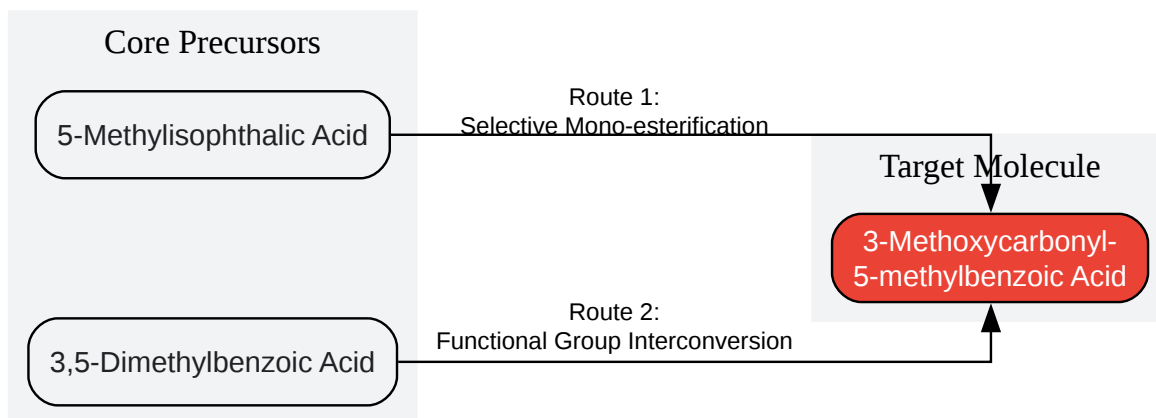 Core Precursors
5-Methylisophthalic Acid
Route 1:
Selective Mono-esterification
Target Molecule
3-Methoxycarbonyl-
5-methylbenzoic Acid
Route 2:
Functional Group Interconversion
3,5-Dimethylbenzoic Acid